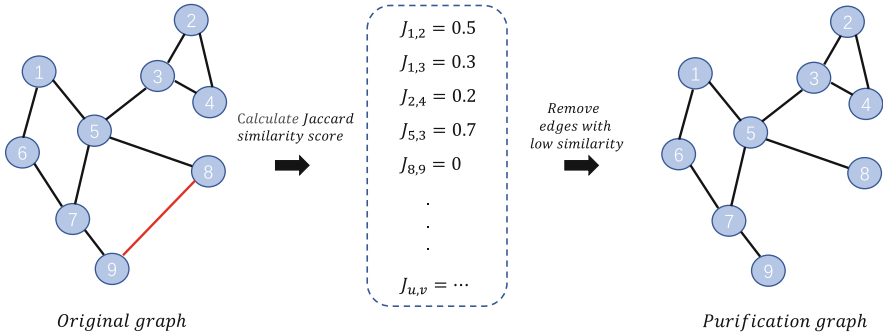 2
1
3
4
5
6
8
7
9
Original graph
Calculate Jaccard
similarity score
J1,2 = 0.5
J1,3 = 0.3
J2,4 = 0.2
J5,3 = 0.7
J8,9 = 0
.
.
.
Ju,v = ⋯
Remove
edges with
low similarity
2
1
3
4
5
6
8
7
9
Purification graph